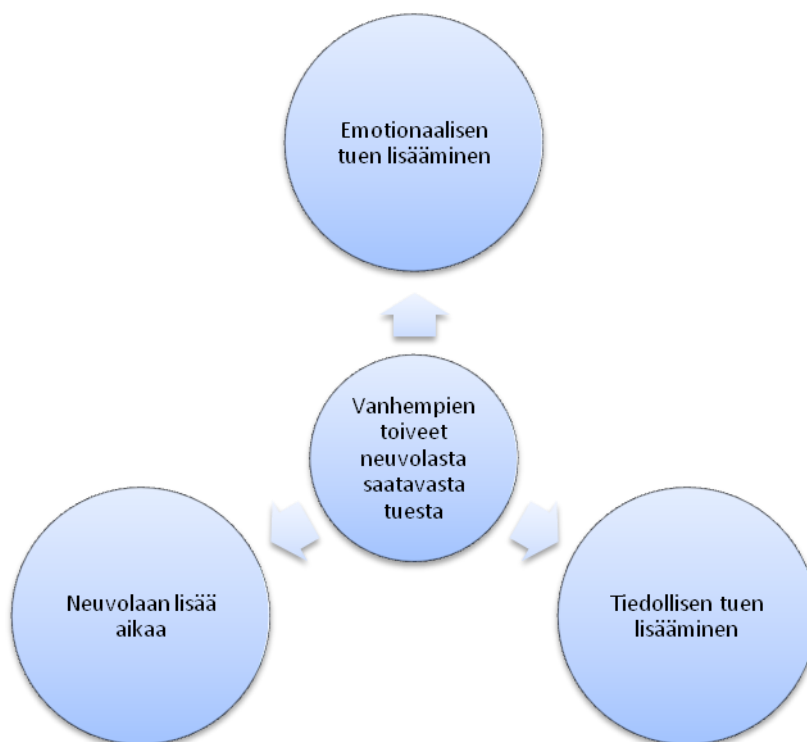 Emotionaalisen
tuen lisääminen
Vanhempien
toiveet
neuvolasta
saatavasta
tuesta
Neuvolaan lisää
aikaa
Tiedollisen tuen
lisääminen